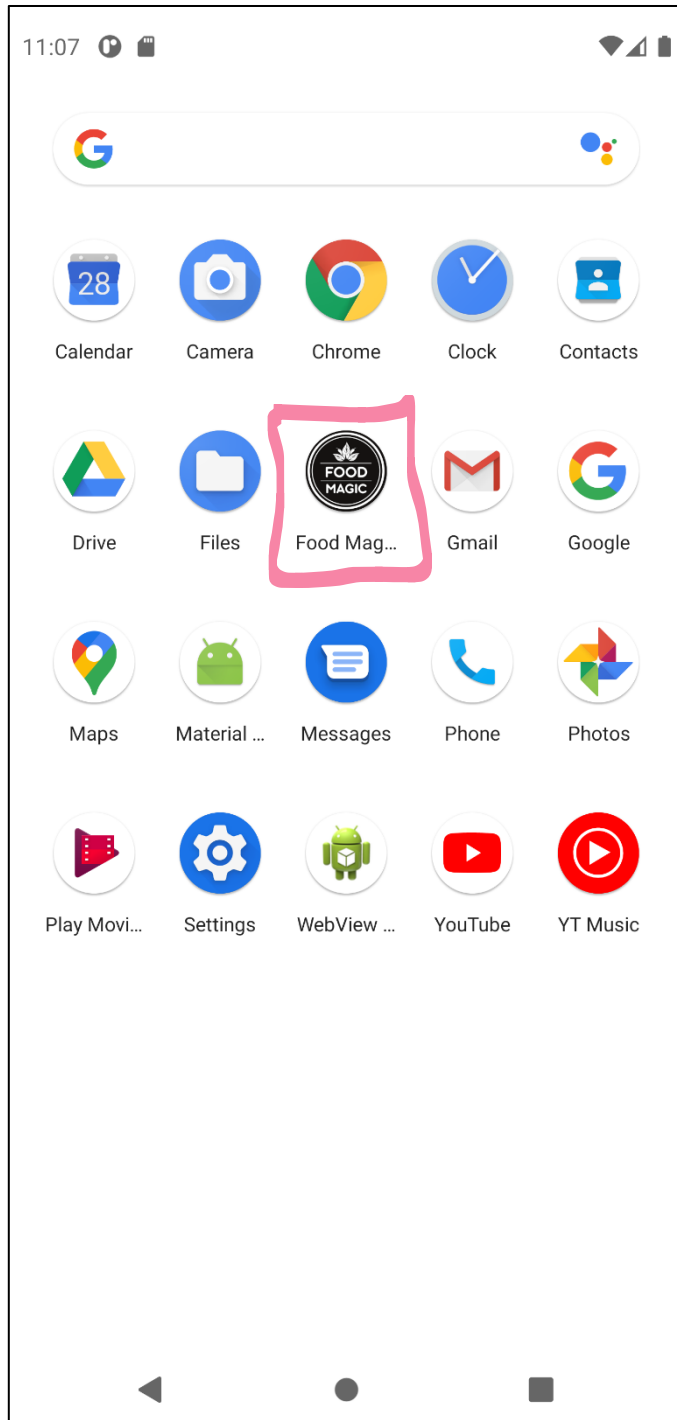 11:07
28
Calendar Camera Chrome Clock Contacts
FOOD
MAGIC
Drive Files Food Mag... Gmail Google
Maps Material ... Messages Phone Photos
Play Movi... Settings WebView ... YouTube YT Music